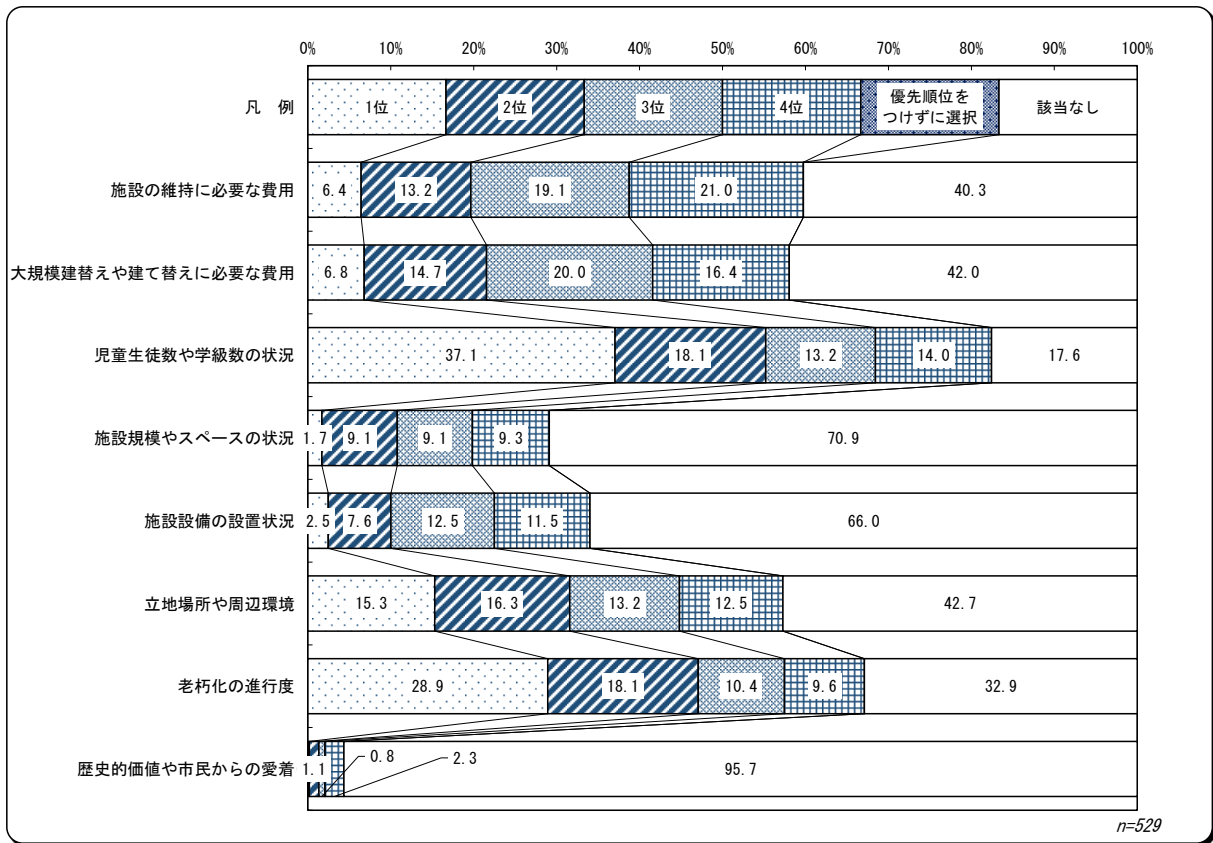 0% 10% 20% 30% 40% 50% 60% 70% 80% 90% 100%
凡　例 1位 2位 3位 4位 優先順位を
つけずに選択 該当なし
施設の維持に必要な費用 6.4 13.2 19.1 21.0 40.3
大規模建替えや建て替えに必要な費用 6.8 14.7 20.0 16.4 42.0
児童生徒数や学級数の状況 37.1 18.1 13.2 14.0 17.6
施設規模やスペースの状況 1.7 9.1 9.1 9.3 70.9
施設設備の設置状況 2.5 7.6 12.5 11.5 66.0
立地場所や周辺環境 15.3 16.3 13.2 12.5 42.7
老朽化の進行度 28.9 18.1 10.4 9.6 32.9
歴史的価値や市民からの愛着 1.1 0.8 2.3 95.7
n=529